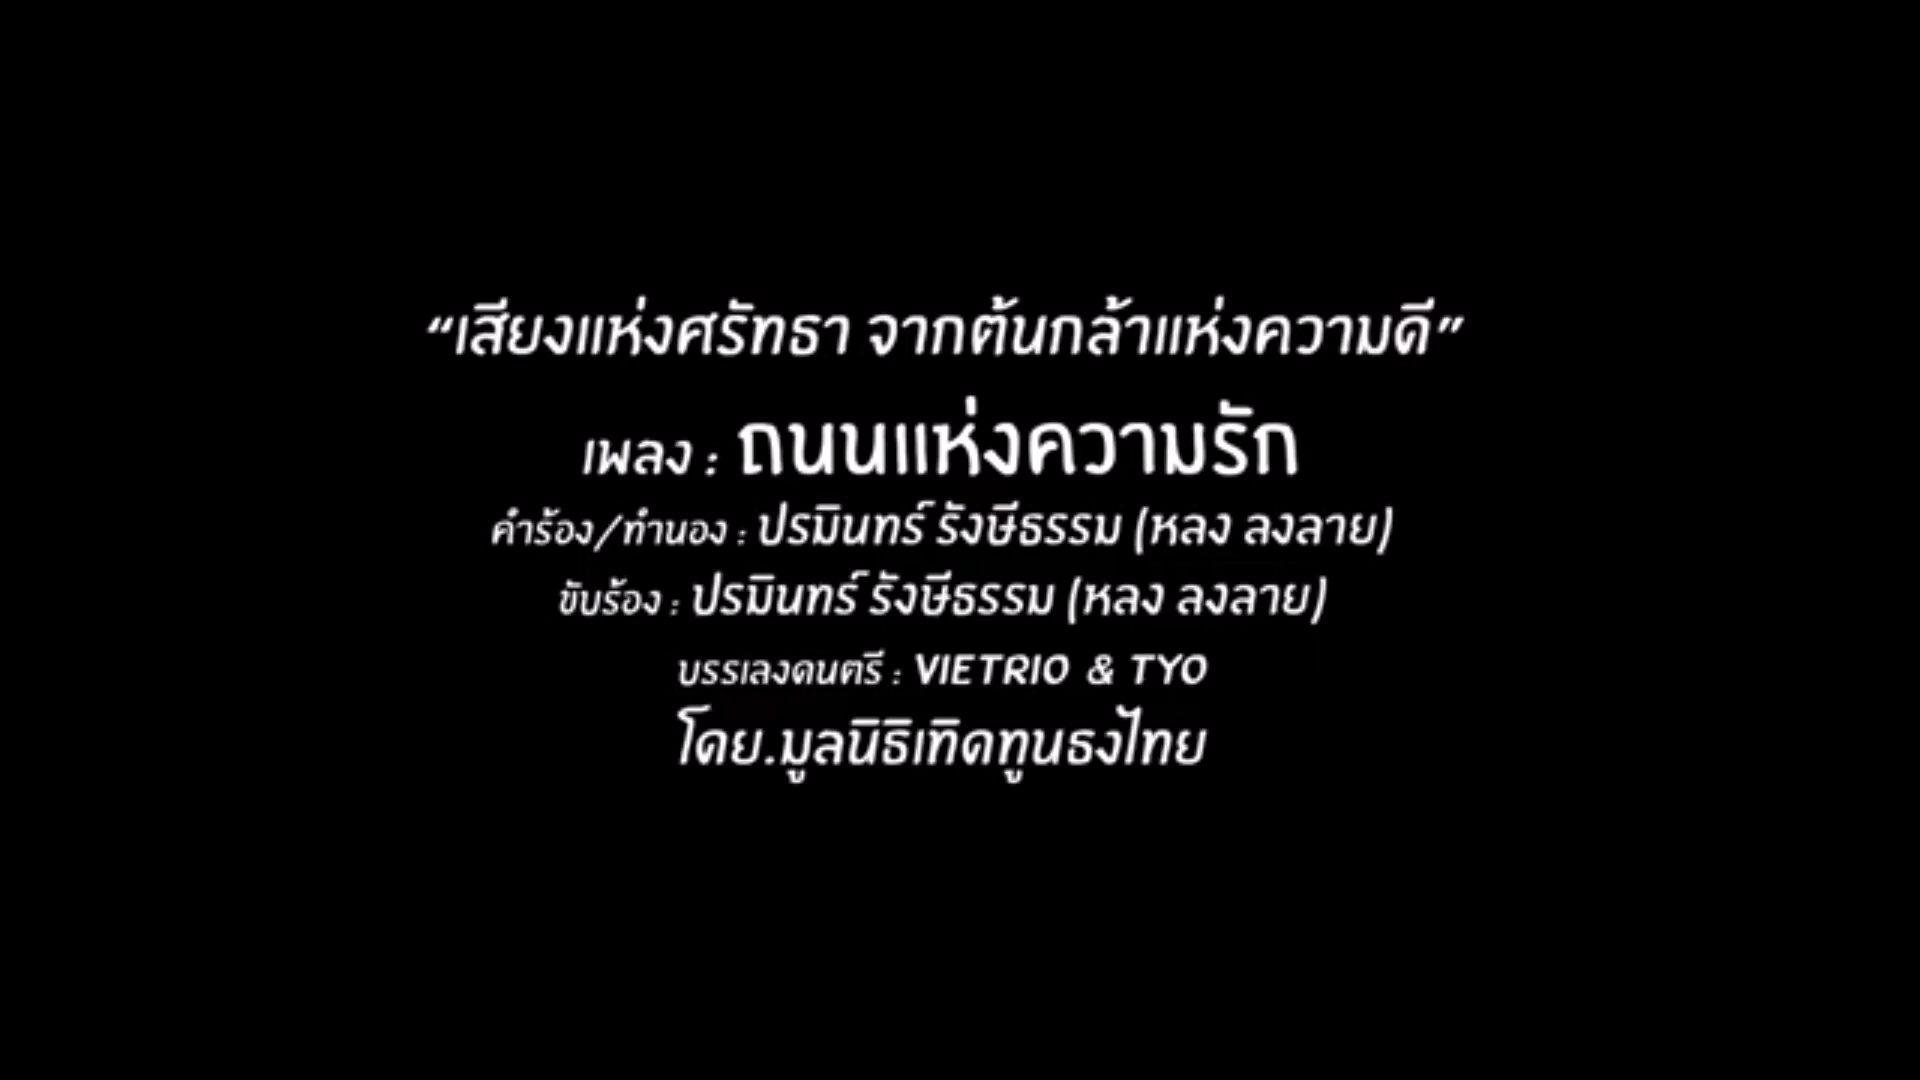 “เสียงแห่งศรัทธา จากต้นกล้าแห่งความดี”
เพลง : ถนนแห่งความรัก
คำร้อง/ทำนอง : ปรมินทร์ รังษีธรรม (หลง ลงลาย)
ขับร้อง : ปรมินทร์ รังษีธรรม (หลง ลงลาย)
บรรเลงดนตรี : VIETRIO & TYO
โดย.มูลนิธิเทิดทูนธงไทย